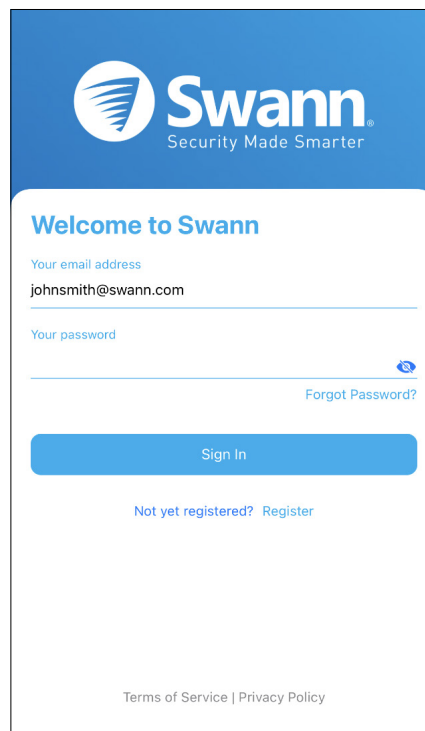 Swann®
Security Made Smarter
Welcome to Swann
Your email address
johnsmith@swann.com
Your password
Forgot Password?
Sign In
Not yet registered? Register
Terms of Service | Privacy Policy